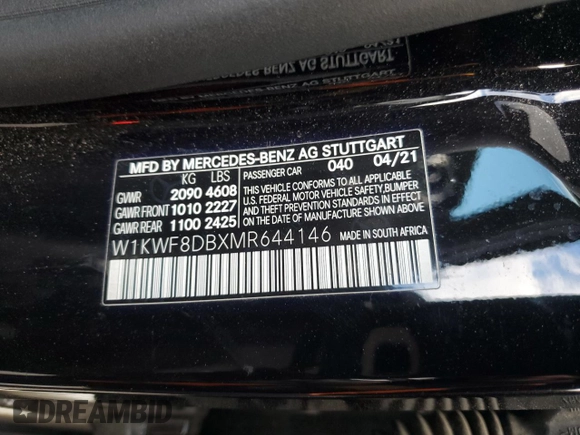 MFD BY MERCEDES-BENZ AG STUTTGART
KG LBS PASSENGER CAR 040 04/21
GVWR 2090 4608
GAWR FRONT 1010 2227
GAWR REAR 1100 2425
THIS VEHICLE CONFORMS TO ALL APPLICABLE
U.S. FEDERAL MOTOR VEHICLE SAFETY, BUMPER
AND THEFT PREVENTION STANDARDS IN EFFECT
ON THE DATE OF MANUFACTURE SHOWN ABOVE.
W1KWF8DBXMR644146 MADE IN SOUTH AFRICA
DREAMBID